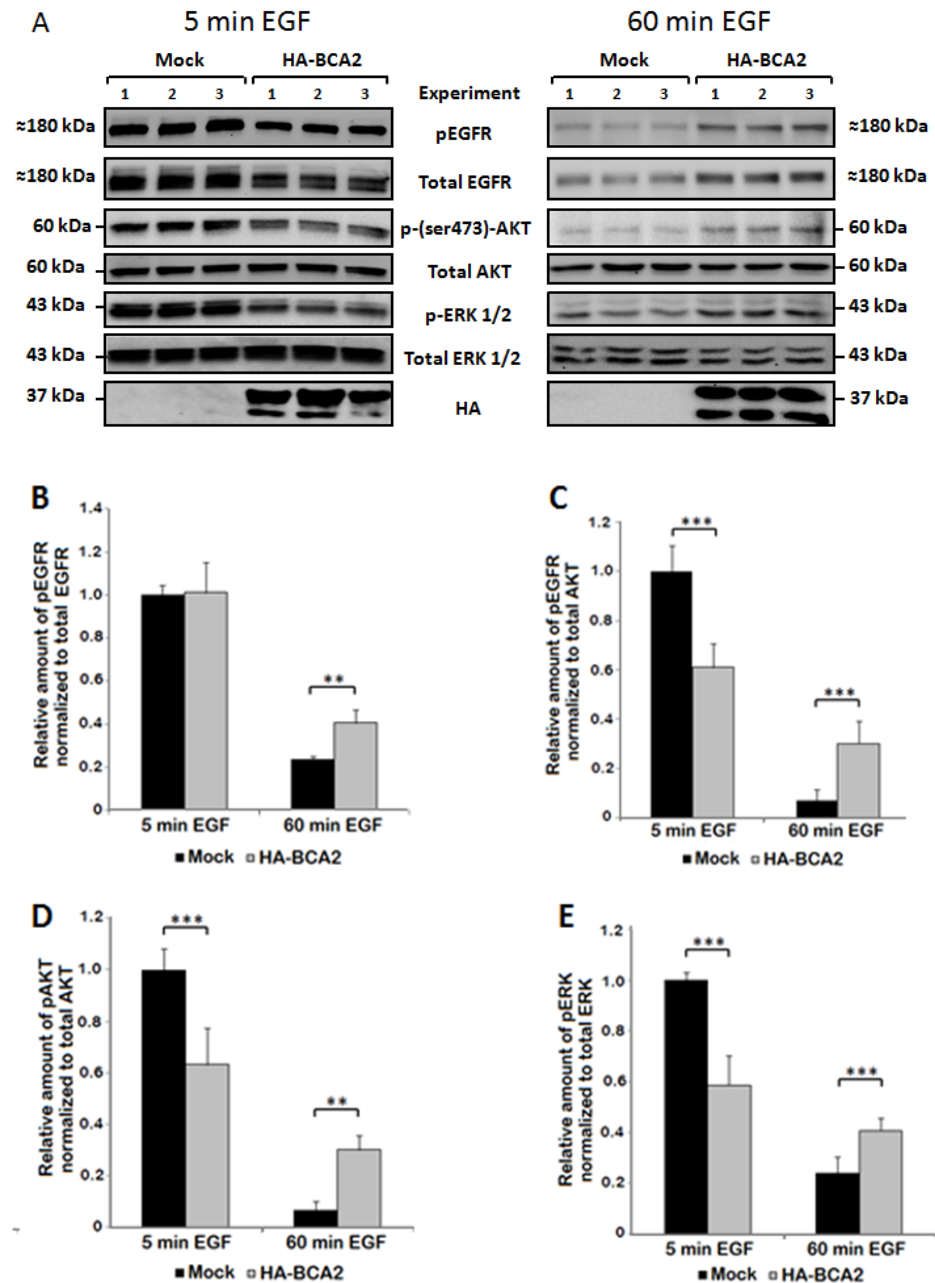 A 5 min EGF 60 min EGF
Mock HA-BCA2 Mock HA-BCA2
1 2 3 1 2 3 Experiment 1 2 3 1 2 3
≈180 kDa pEGFR ≈180 kDa
≈180 kDa Total EGFR ≈180 kDa
60 kDa p-(ser473)-AKT 60 kDa
60 kDa Total AKT 60 kDa
43 kDa p-ERK 1/2 43 kDa
43 kDa Total ERK 1/2 43 kDa
37 kDa HA 37 kDa
B
Relative amount of pEGFR
normalized to total EGFR
1.4
1.2
1.0
0.8
0.6
0.4
0.2
0
**
5 min EGF 60 min EGF
Mock HA-BCA2
C
Relative amount of pEGFR
normalized to total AKT
1.2
1.0
0.8
0.6
0.4
0.2
0
***
***
5 min EGF 60 min EGF
Mock HA-BCA2
D
Relative amount of pAKT
normalized to total AKT
1.2
1.0
0.8
0.6
0.4
0.2
0
***
**
5 min EGF 60 min EGF
Mock HA-BCA2
E
Relative amount of pERK
normalized to total ERK
1.2
1.0
0.8
0.6
0.4
0.2
0
***
***
5 min EGF 60 min EGF
Mock HA-BCA2